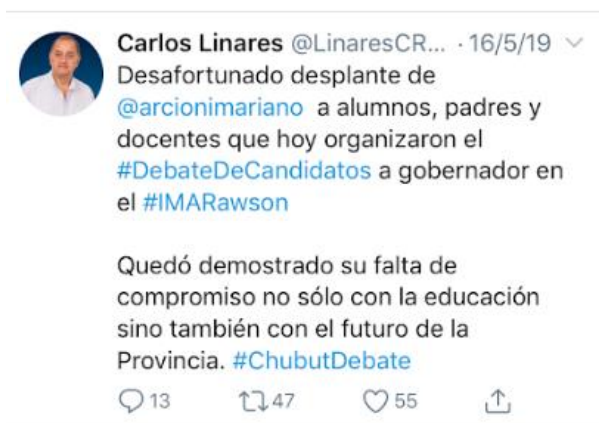 Carlos Linares @LinaresCR... · 16/5/19
Desafortunado desplante de
@arcionimariano a alumnos, padres y
docentes que hoy organizaron el
#DebateDeCandidatos a gobernador en
el #IMARawson
Quedó demostrado su falta de
compromiso no sólo con la educación
sino también con el futuro de la
Provincia. #ChubutDebate
13 47 55